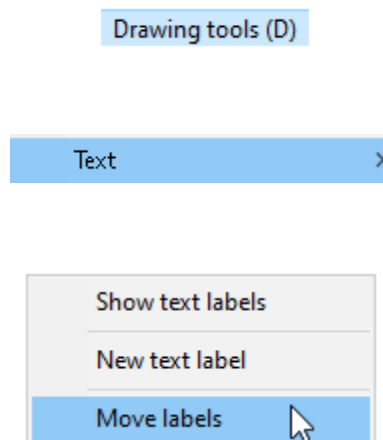 Drawing tools (D)
Text
Show text labels
New text label
Move labels